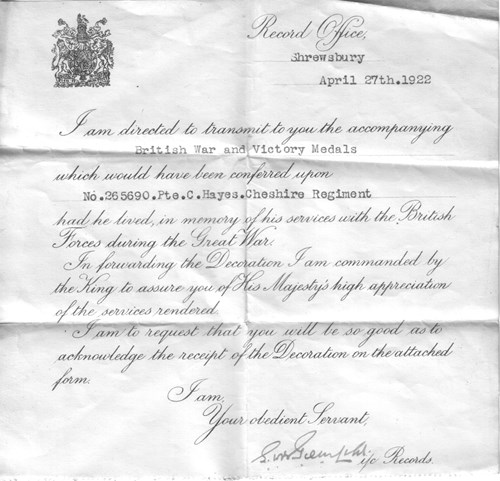 Record Office,
Shrewsbury
April 27th.1922
I am directed to transmit to you the accompanying
British War and Victory Medals
which would have been conferred upon
No.265690.Pte.C.Hayes.Cheshire Regiment
had he lived, in memory of his services with the British
Forces during the Great War.
In forwarding the Decoration I am commanded by
the King to assure you of His Majesty's high appreciation
of the services rendered.
I am to request that you will be so good as to
acknowledge the receipt of the Decoration on the attached
form.
I am,
Your obedient Servant,
i/c Records.